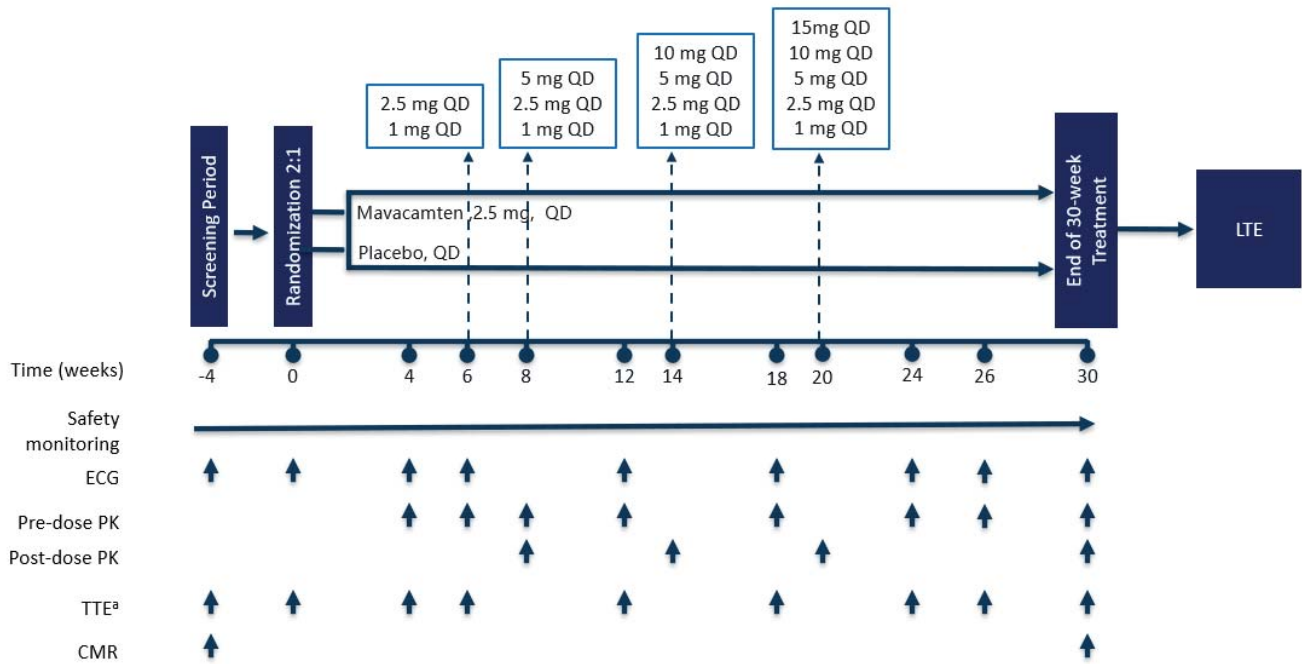 15mg QD
10 mg QD
5 mg QD
2.5 mg QD
1 mg QD
10 mg QD
5 mg QD
2.5 mg QD
1 mg QD
5 mg QD
2.5 mg QD
1 mg QD
2.5 mg QD
1 mg QD
Screening Period
Randomization 2:1
Mavacamten ,2.5 mg, QD
Placebo, QD
End of 30-week
Treatment
LTE
Time (weeks)
-4 0 4 6 8 12 14 18 20 24 26 30
Safety
monitoring
ECG
Pre-dose PK
Post-dose PK
TTEª
CMR